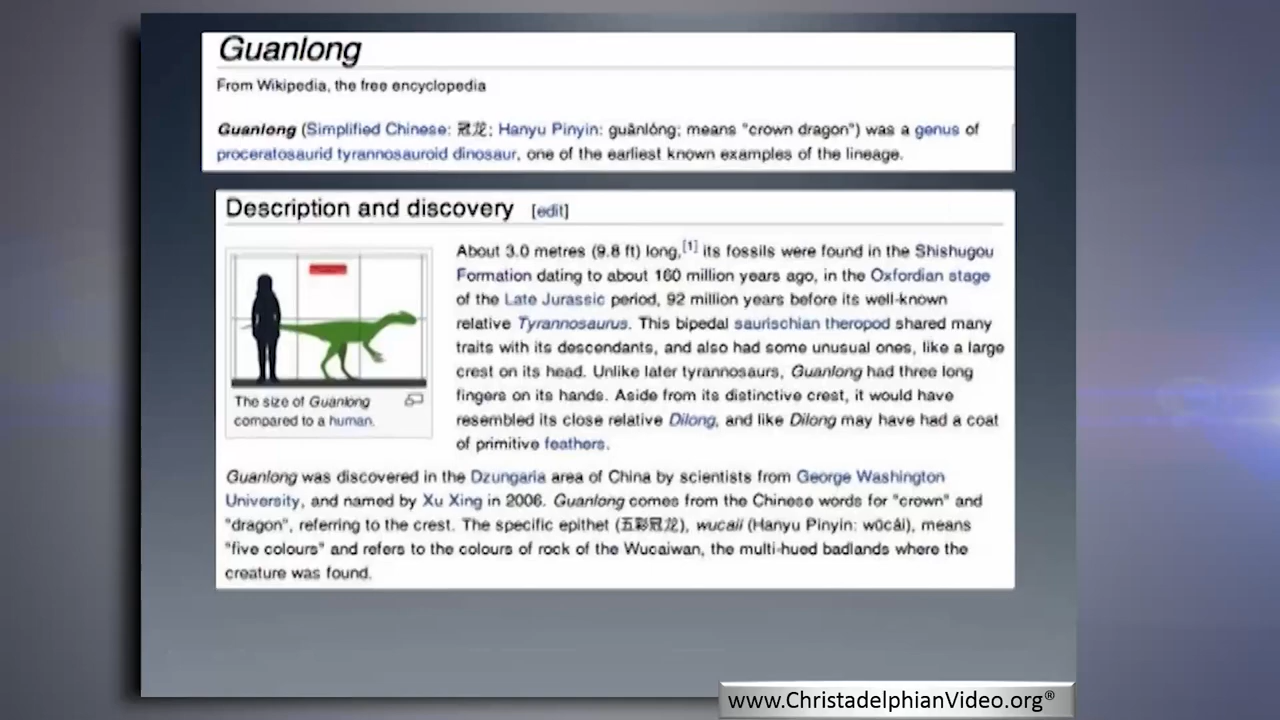 Guanlong
From Wikipedia, the free encyclopedia
Guanlong (Simplified Chinese: 冠龙; Hanyu Pinyin: guānlóng; means "crown dragon") was a genus of
proceratosaurid tyrannosauroid dinosaur, one of the earliest known examples of the lineage.
Description and discovery [edit]
About 3.0 metres (9.8 ft) long,[1] its fossils were found in the Shishugou
Formation dating to about 160 million years ago, in the Oxfordian stage
of the Late Jurassic period, 92 million years before its well-known
relative Tyrannosaurus. This bipedal saurischian theropod shared many
traits with its descendants, and also had some unusual ones, like a large
crest on its head. Unlike later tyrannosaurs, Guanlong had three long
fingers on its hands. Aside from its distinctive crest, it would have
resembled its close relative Dilong, and like Dilong may have had a coat
of primitive feathers.
The size of Guanlong
compared to a human.
Guanlong was discovered in the Dzungaria area of China by scientists from George Washington
University, and named by Xu Xing in 2006. Guanlong comes from the Chinese words for "crown" and
"dragon", referring to the crest. The specific epithet (五彩冠龙), wucaii (Hanyu Pinyin: wǔcǎi), means
"five colours" and refers to the colours of rock of the Wucaiwan, the multi-hued badlands where the
creature was found.
www.ChristadelphianVideo.org®